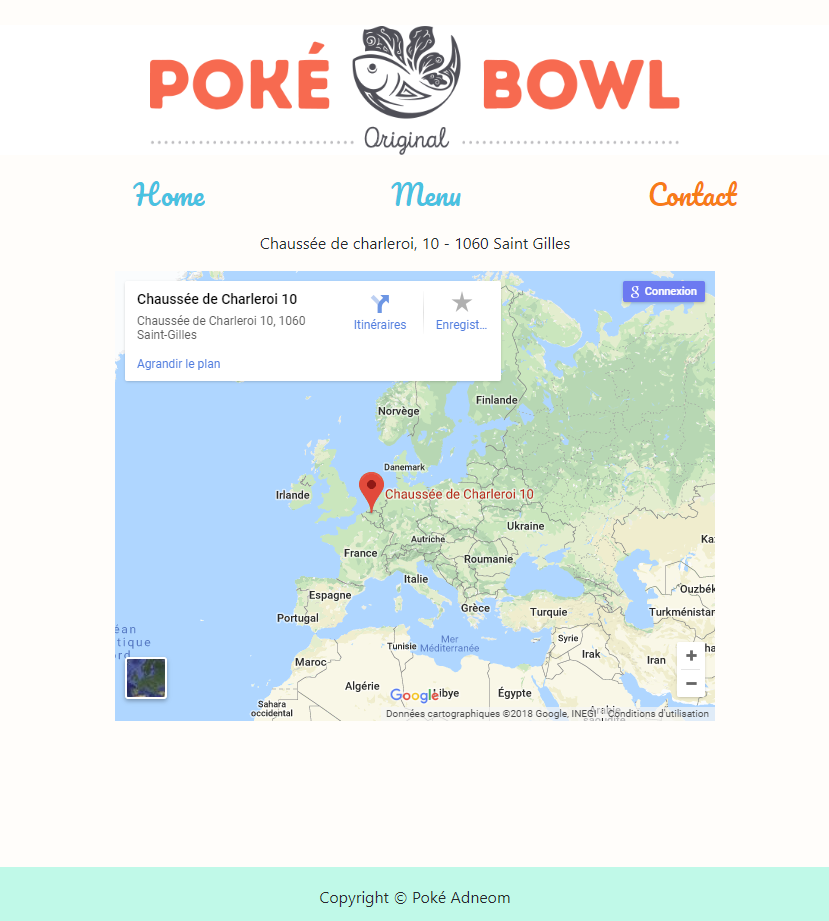 POKÉ BOWL
Original
Home Menu Contact
Chaussée de charleroi, 10 - 1060 Saint Gilles
Chaussée de Charleroi 10
Chaussée de Charleroi 10, 1060
Saint-Gilles
Agrandir le plan
Itinéraires
Enregist...
Connexion
Finlande
Norvège
Danemark
Irlande
Chaussée de Charleroi 10
Ukraine
Ka
Autriche
France
Roumanie
Italie
Ouzbék
Espagne
Grèce
Turquie
Turkménistan
Portugal
éan
tique
ord
Mer
Méditerranée
Tunisie
Syrie
Irak
Iran
Maroc
Algérie
Google
ibye
Égypte
Sahara
occidental
+
−
Données cartographiques ©2018 Google, INEGI
Conditions d'utilisation
Copyright © Poké Adneom